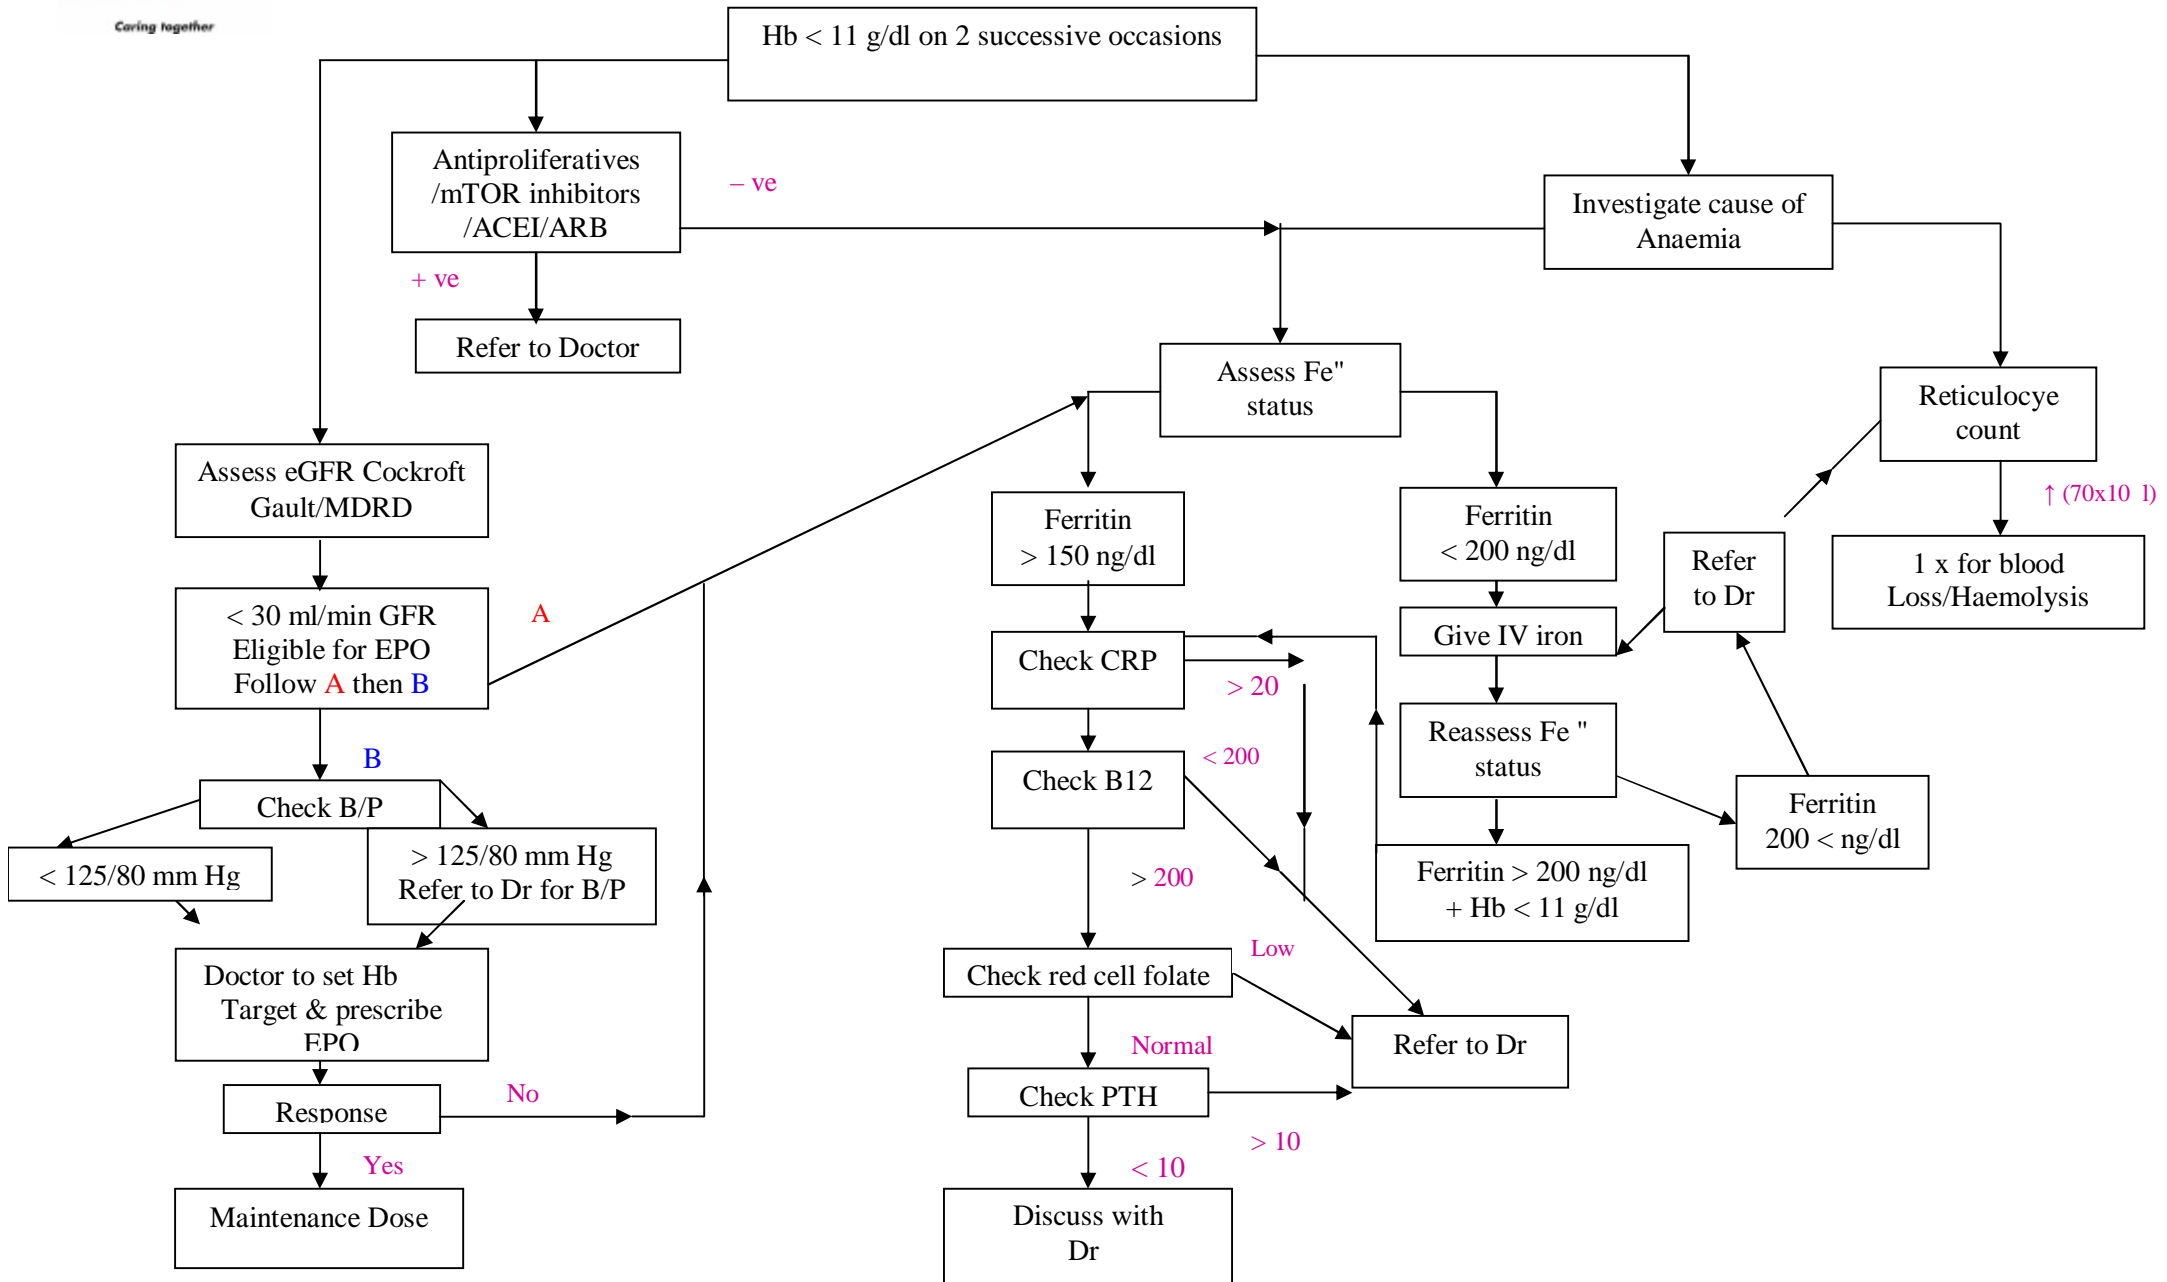 Caring together
Hb < 11 g/dl on 2 successive occasions
Antiproliferatives
/mTOR inhibitors
/ACEI/ARB
– ve
+ ve
Refer to Doctor
Investigate cause of
Anaemia
Assess Fe"
status
Reticulocye
count
↑ (70x10 l)
1 x for blood
Loss/Haemolysis
Assess eGFR Cockroft
Gault/MDRD
< 30 ml/min GFR
Eligible for EPO
Follow A then B
A
B
Check B/P
< 125/80 mm Hg
> 125/80 mm Hg
Refer to Dr for B/P
Doctor to set Hb
Target & prescribe
EPO
Response
No
Yes
Maintenance Dose
Ferritin
> 150 ng/dl
Check CRP
> 20
Check B12
< 200
> 200
Check red cell folate
Low
Normal
Check PTH
> 10
< 10
Discuss with
Dr
Refer to Dr
Ferritin
< 200 ng/dl
Give IV iron
Reassess Fe "
status
Ferritin > 200 ng/dl
+ Hb < 11 g/dl
Ferritin
200 < ng/dl
Refer
to Dr